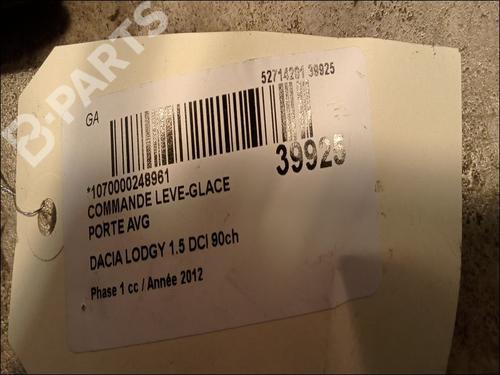 B-PARTS
52714201 39925
GA
39925
*1070000248961
COMMANDE LEVE-GLACE
PORTE AVG
DACIA LODGY 1.5 DCI 90ch
Phase 1 cc / Année 2012